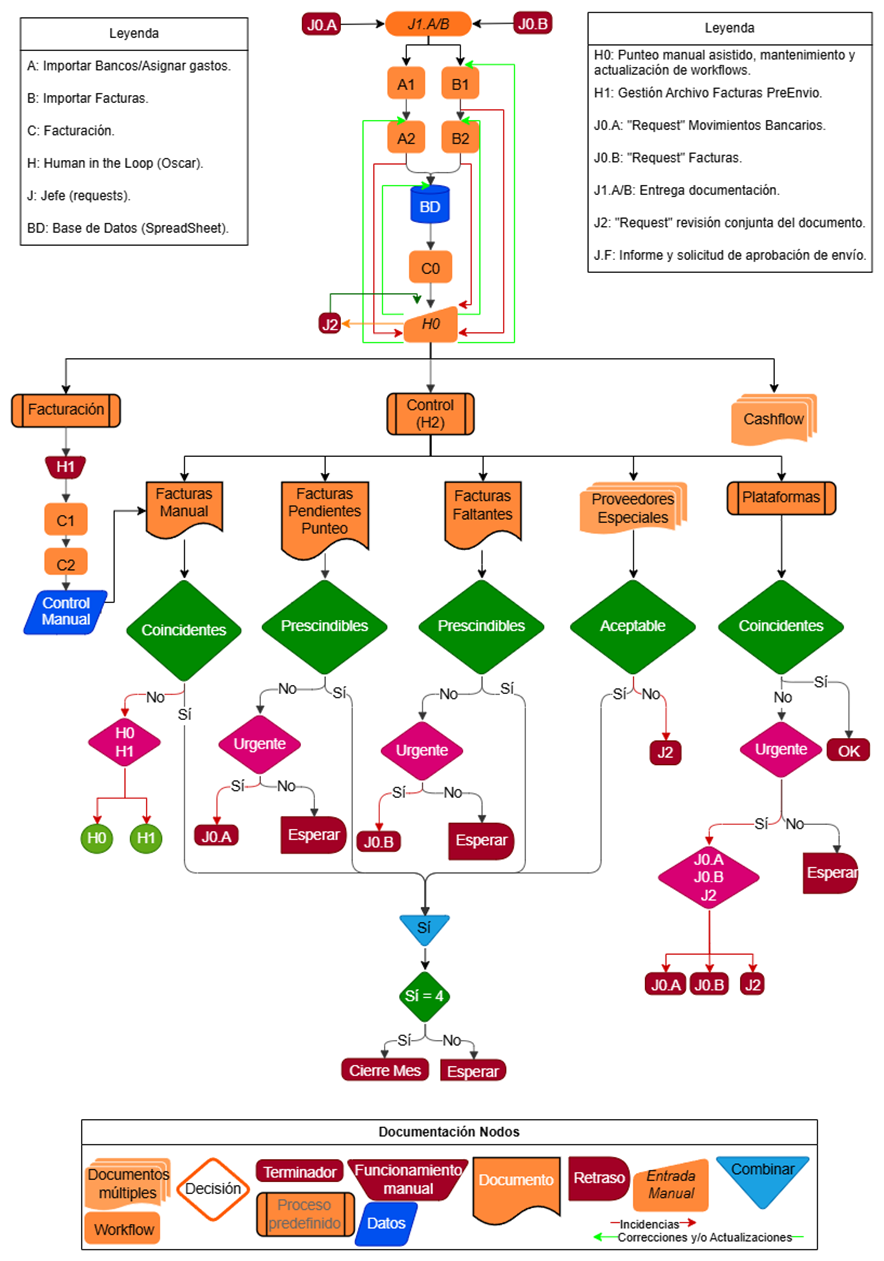 J0.A
J1.A/B
J0.B
Leyenda
A: Importar Bancos/Asignar gastos.
B: Importar Facturas.
C: Facturación.
H: Human in the Loop (Oscar).
J: Jefe (requests).
BD: Base de Datos (SpreadSheet).
Leyenda
H0: Punteo manual asistido, mantenimiento y
actualización de workflows.
H1: Gestión Archivo Facturas PreEnvio.
J0.A: "Request" Movimientos Bancarios.
J0.B: "Request" Facturas.
J1.A/B: Entrega documentación.
J2: "Request" revisión conjunta del documento.
J.F: Informe y solicitud de aprobación de envío.
A1
B1
A2
B2
BD
C0
J2
H0
Facturación
Control
(H2)
Cashflow
H1
C1
C2
Control
Manual
Facturas
Manual
Facturas
Pendientes
Punteo
Facturas
Faltantes
Proveedores
Especiales
Plataformas
Coincidentes
Prescindibles
Prescindibles
Aceptable
Coincidentes
No
Sí
No
Sí
No
Sí
Sí
No
Sí
No
H0
H1
Urgente
Urgente
J2
Urgente
OK
Sí
No
Sí
No
Sí
No
H0
H1
J0.A
Esperar
J0.B
Esperar
J0.A
J0.B
J2
Esperar
Sí
J0.A
J0.B
J2
Sí = 4
Sí
No
Cierre Mes
Esperar
Documentación Nodos
Documentos
múltiples
Workflow
Decisión
Terminador
Proceso
predefinido
Funcionamiento
manual
Datos
Documento
Retraso
Entrada
Manual
Combinar
Incidencias
Correcciones y/o Actualizaciones